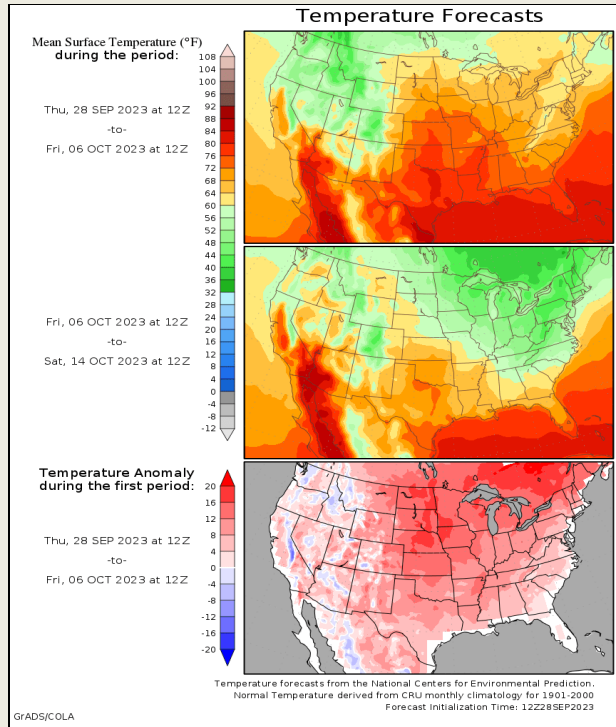 Temperature Forecasts
Mean Surface Temperature (°F)
during the period:
Thu, 28 SEP 2023 at 12Z
-to-
Fri, 06 OCT 2023 at 12Z
108
104
100
96
92
88
84
80
76
72
68
64
60
56
52
48
44
40
36
32
28
24
20
16
12
8
4
0
-4
-8
-12
Fri, 06 OCT 2023 at 12Z
-to-
Sat, 14 OCT 2023 at 12Z
Temperature Anomaly
during the first period:
Thu, 28 SEP 2023 at 12Z
-to-
Fri, 06 OCT 2023 at 12Z
20
16
12
8
4
0
-4
-8
-12
-16
-20
Temperature forecasts from the National Centers for Environmental Prediction.
Normal Temperature derived from CRU monthly climatology for 1901-2000
Forecast Initialization Time: 12Z28SEP2023
GrADS/COLA